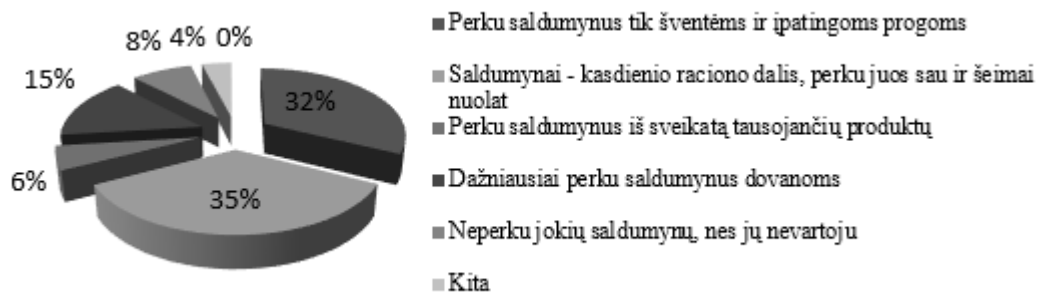 8% 4% 0%
15%
32%
6%
35%
Perku saldumynus tik šventėms ir įpatingoms progoms
Saldumynai - kasdienio raciono dalis, perku juos sau ir šeimai
nuolat
Perku saldumynus iš sveikatą tausojančių produktų
Dažniausiai perku saldumynus dovanoms
Neperku jokių saldumynų, nes jų nevartoju
Kita